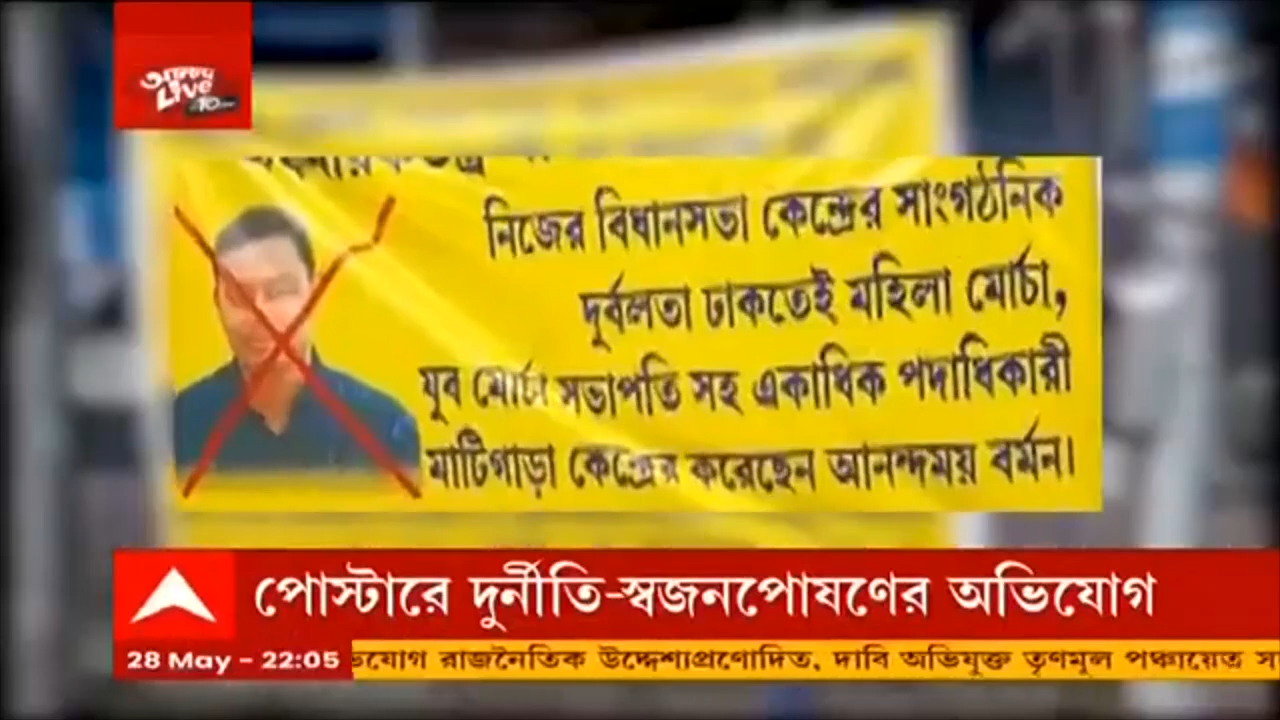 নিজের বিধানসভা কেন্দ্রের সাংগঠনিক
দুর্বলতা ঢাকতেই মহিলা মোর্চা,
যুব মোর্চা সভাপতি সহ একাধিক পদাধিকারী
মাটিগাড়া কেন্দ্রের করেছেন আনন্দময় বর্মন।
পোস্টারে দুর্নীতি-স্বজনপোষণের অভিযোগ
28 May - 22:05
রাজনৈতিক উদ্দেশ্যপ্রণোদিত, দাবি অভিযুক্ত তৃণমূল পঞ্চায়েত